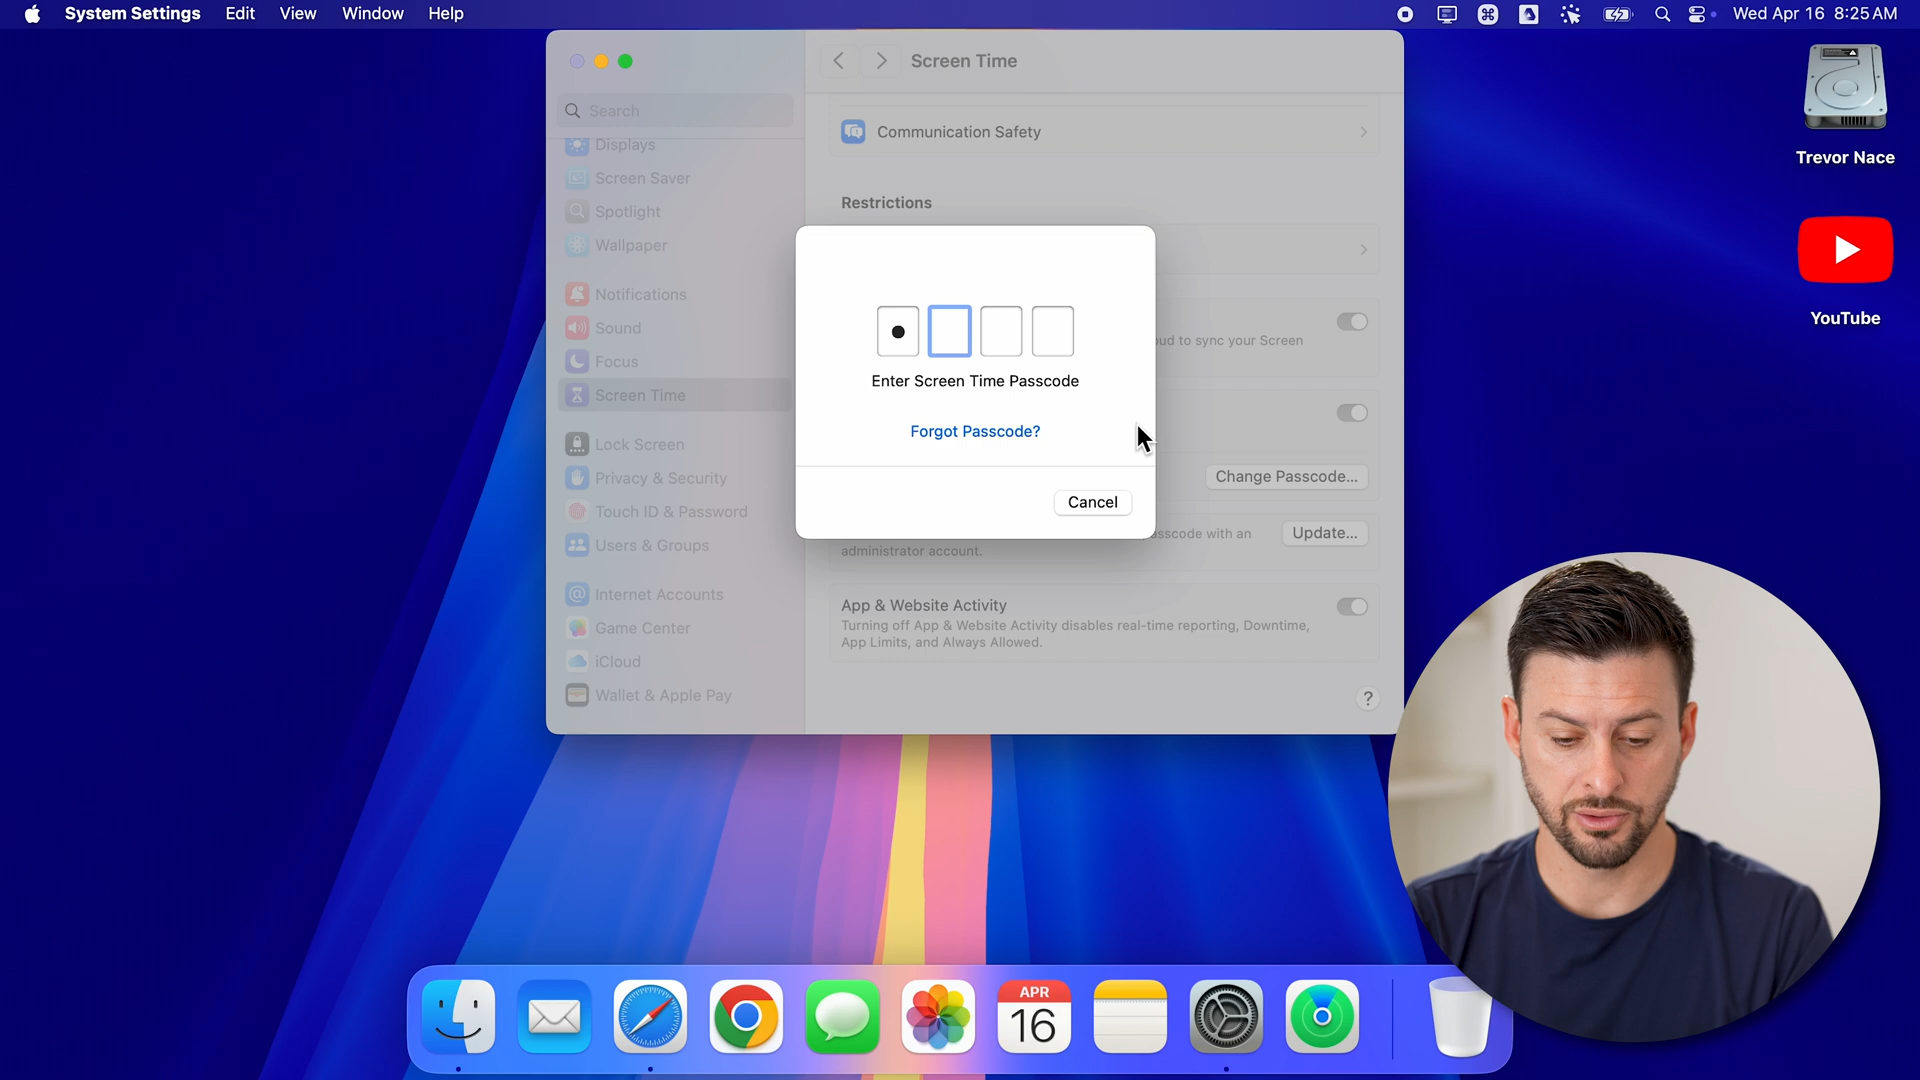 System Settings Edit View Window Help
Wed Apr 16 8:25 AM
Search
Displays
Screen Saver
Spotlight
Wallpaper
Notifications
Sound
Focus
Screen Time
Lock Screen
Privacy & Security
Touch ID & Password
Users & Groups
Internet Accounts
Game Center
iCloud
Wallet & Apple Pay
Screen Time
Communication Safety
Restrictions
to sync your Screen
Change Passcode...
with an
Update...
administrator account.
App & Website Activity
Turning off App & Website Activity disables real-time reporting, Downtime,
App Limits, and Always Allowed.
?
Enter Screen Time Passcode
Forgot Passcode?
Cancel
Trevor Nace
YouTube
APR
16